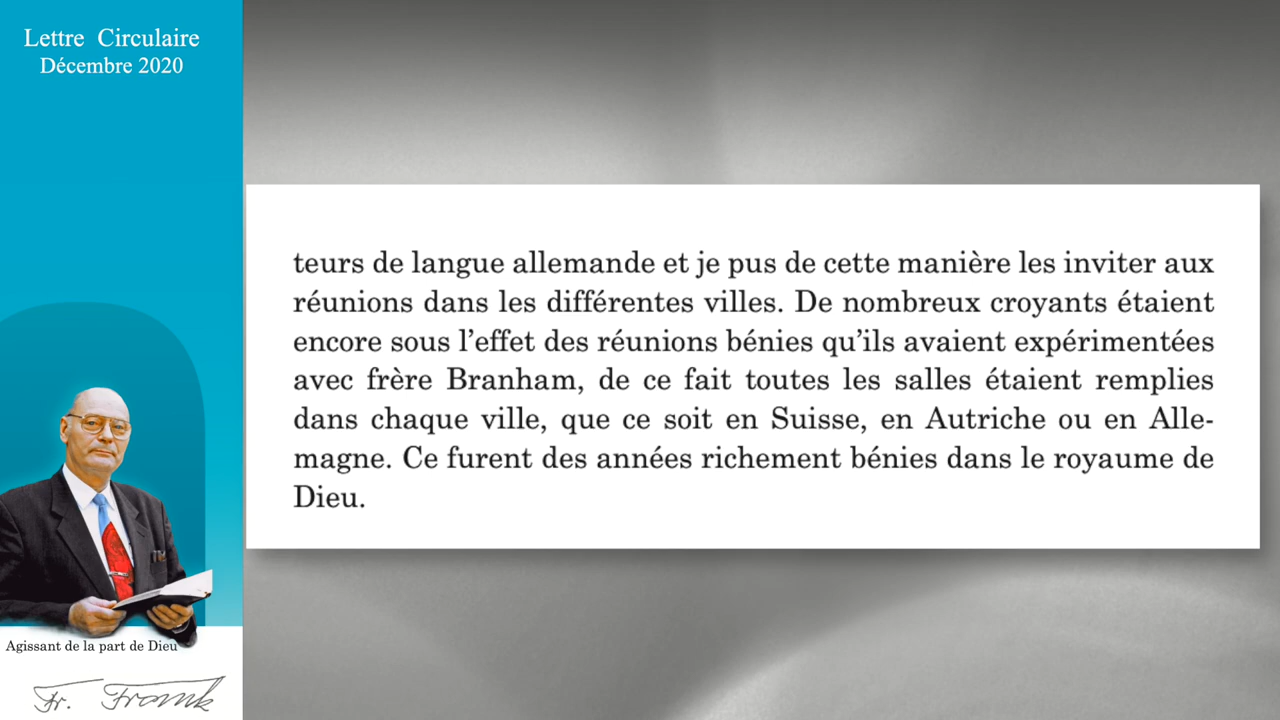 Lettre Circulaire
Décembre 2020
teurs de langue allemande et je pus de cette manière les inviter aux
réunions dans les différentes villes. De nombreux croyants étaient
encore sous l’effet des réunions bénies qu’ils avaient expérimentées
avec frère Branham, de ce fait toutes les salles étaient remplies
dans chaque ville, que ce soit en Suisse, en Autriche ou en Alle-
magne. Ce furent des années richement bénies dans le royaume de
Dieu.
Agissant de la part de Dieu
Fr. Frank